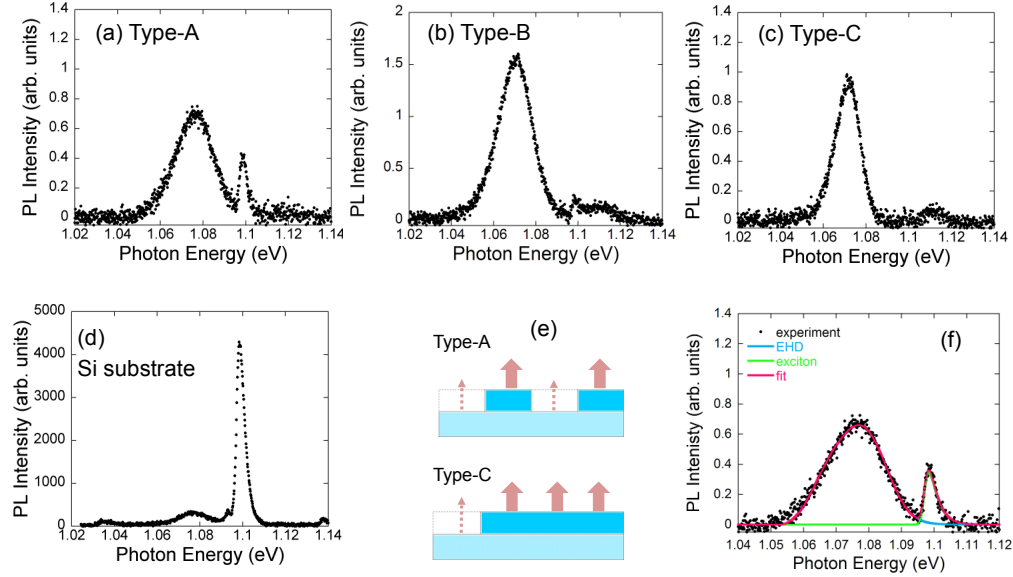 (a) Type-A
PL Intensity (arb. units)
1.4
1.2
1
0.8
0.6
0.4
0.2
0
1.02 1.04 1.06 1.08 1.1 1.12 1.14
Photon Energy (eV)
(b) Type-B
PL Intensity (arb. units)
2
1.5
1
0.5
0
1.02 1.04 1.06 1.08 1.1 1.12 1.14
Photon Energy (eV)
(c) Type-C
PL Intensity (arb. units)
1.4
1.2
1
0.8
0.6
0.4
0.2
0
1.02 1.04 1.06 1.08 1.1 1.12 1.14
Photon Energy (eV)
(d)
Si substrate
PL Intensity (arb. units)
5000
4000
3000
2000
1000
0
1.02 1.04 1.06 1.08 1.1 1.12 1.14
Photon Energy (eV)
(e)
Type-A
Type-C
(f)
experiment
EHD
exciton
fit
PL Intenisty (arb. units)
1.4
1.2
1
0.8
0.6
0.4
0.2
0
1.04 1.05 1.06 1.07 1.08 1.09 1.1 1.11 1.12
Photon Energy (eV)